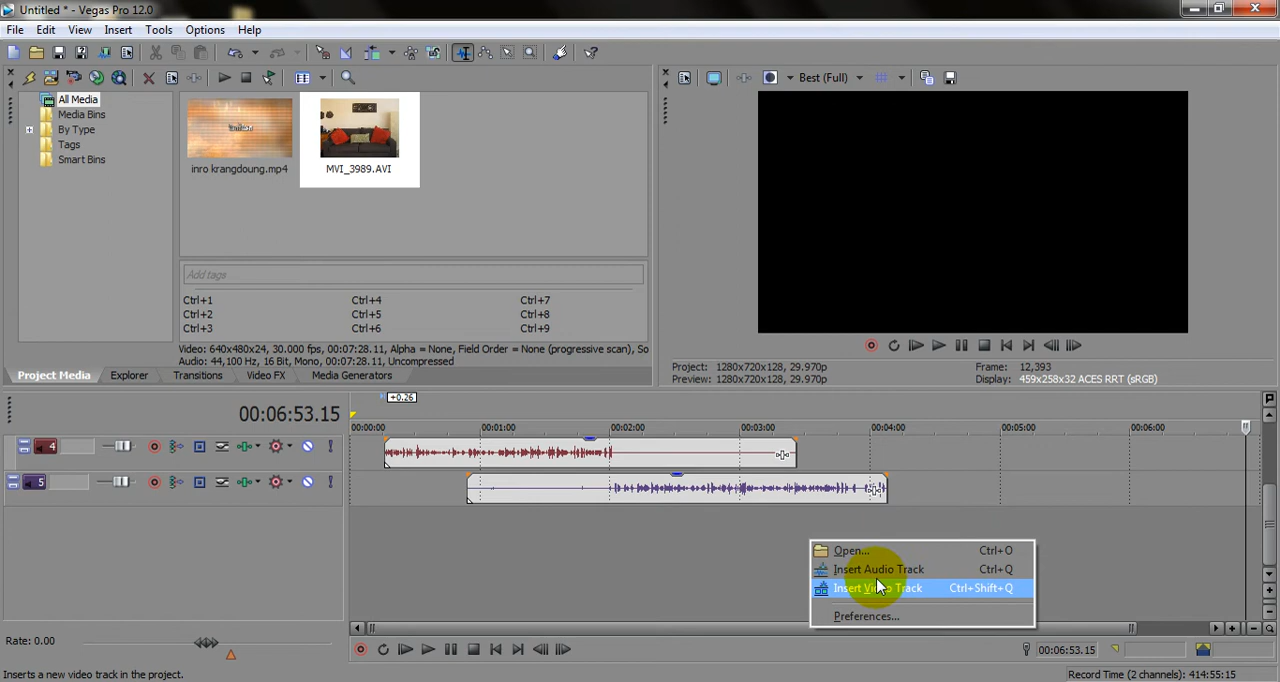 Untitled * - Vegas Pro 12.0
File Edit View Insert Tools Options Help
All Media
Media Bins
By Type
Tags
Smart Bins
inro krangdoung.mp4
MVI_3989.AVI
Add tags
Ctrl+1 Ctrl+4 Ctrl+7
Ctrl+2 Ctrl+5 Ctrl+8
Ctrl+3 Ctrl+6 Ctrl+9
Video: 640x480x24, 30.000 fps, 00:07:28.11, Alpha = None, Field Order = None (progressive scan), So
Audio: 44,100 Hz, 16 Bit, Mono, 00:07:28.11, Uncompressed
Project Media Explorer Transitions Video FX Media Generators
Best (Full)
Project: 1280x720x128, 29.970p Frame: 12,393
Preview: 1280x720x128, 29.970p Display: 459x258x32 ACES RRT (sRGB)
00:06:53.15
+0.26
00:00:00 00:01:00 00:02:00 00:03:00 00:04:00 00:05:00 00:06:00
4
5
Open... Ctrl+O
Insert Audio Track Ctrl+Q
Insert Video Track Ctrl+Shift+Q
Preferences...
Rate: 0.00
00:06:53.15
Inserts a new video track in the project.
Record Time (2 channels): 414:55:15